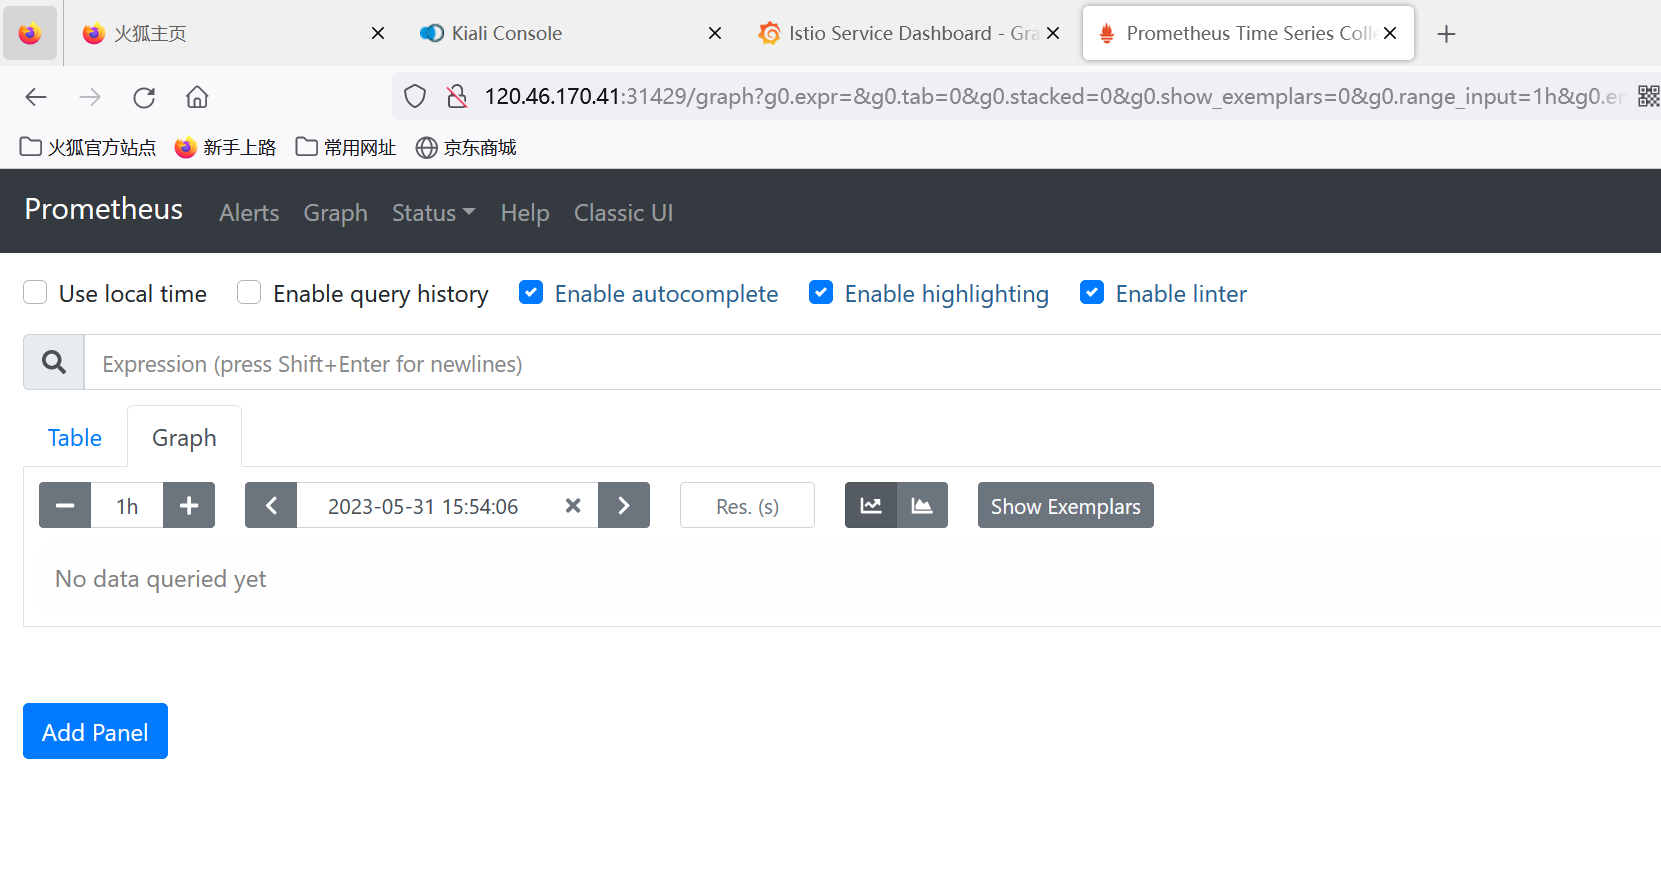 火狐主页 Kiali Console Istio Service Dashboard - Gra Prometheus Time Series Colle
120.46.170.41:31429/graph?g0.expr=&g0.tab=0&g0.stacked=0&g0.show_exemplars=0&g0.range_input=1h&g0.en
火狐官方站点 新手上路 常用网址 京东商城
Prometheus Alerts Graph Status Help Classic UI
Use local time Enable query history Enable autocomplete Enable highlighting Enable linter
Expression (press Shift+Enter for newlines)
Table Graph
1h 2023-05-31 15:54:06 Res. (s) Show Exemplars
No data queried yet
Add Panel